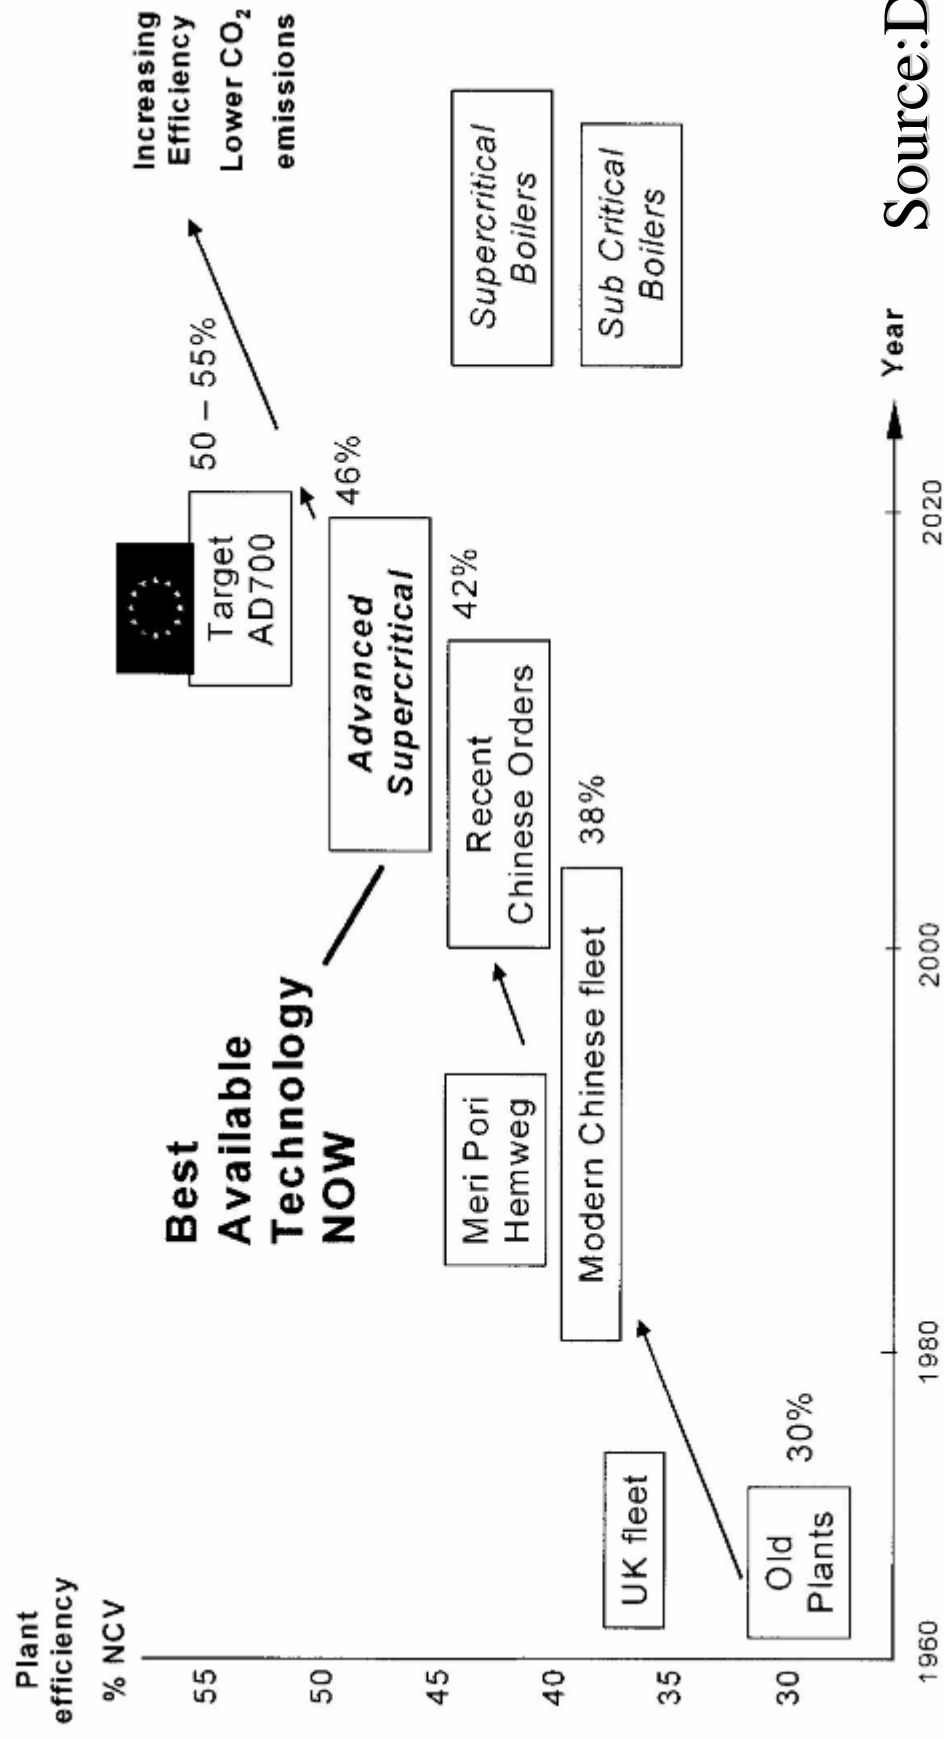 Plant
efficiency
% NCV
55
50
45
40
35
30
Increasing
Efficiency
Lower CO₂
emissions
50 – 55%
Target
AD700
Best
Available
Technology
NOW
46%
Advanced
Supercritical
42%
Meri Pori
Hemweg
Recent
Chinese Orders
Supercritical
Boilers
38%
Modern Chinese fleet
Sub Critical
Boilers
UK fleet
Old
Plants
30%
1960
1980
2000
2020
Year
Source:D